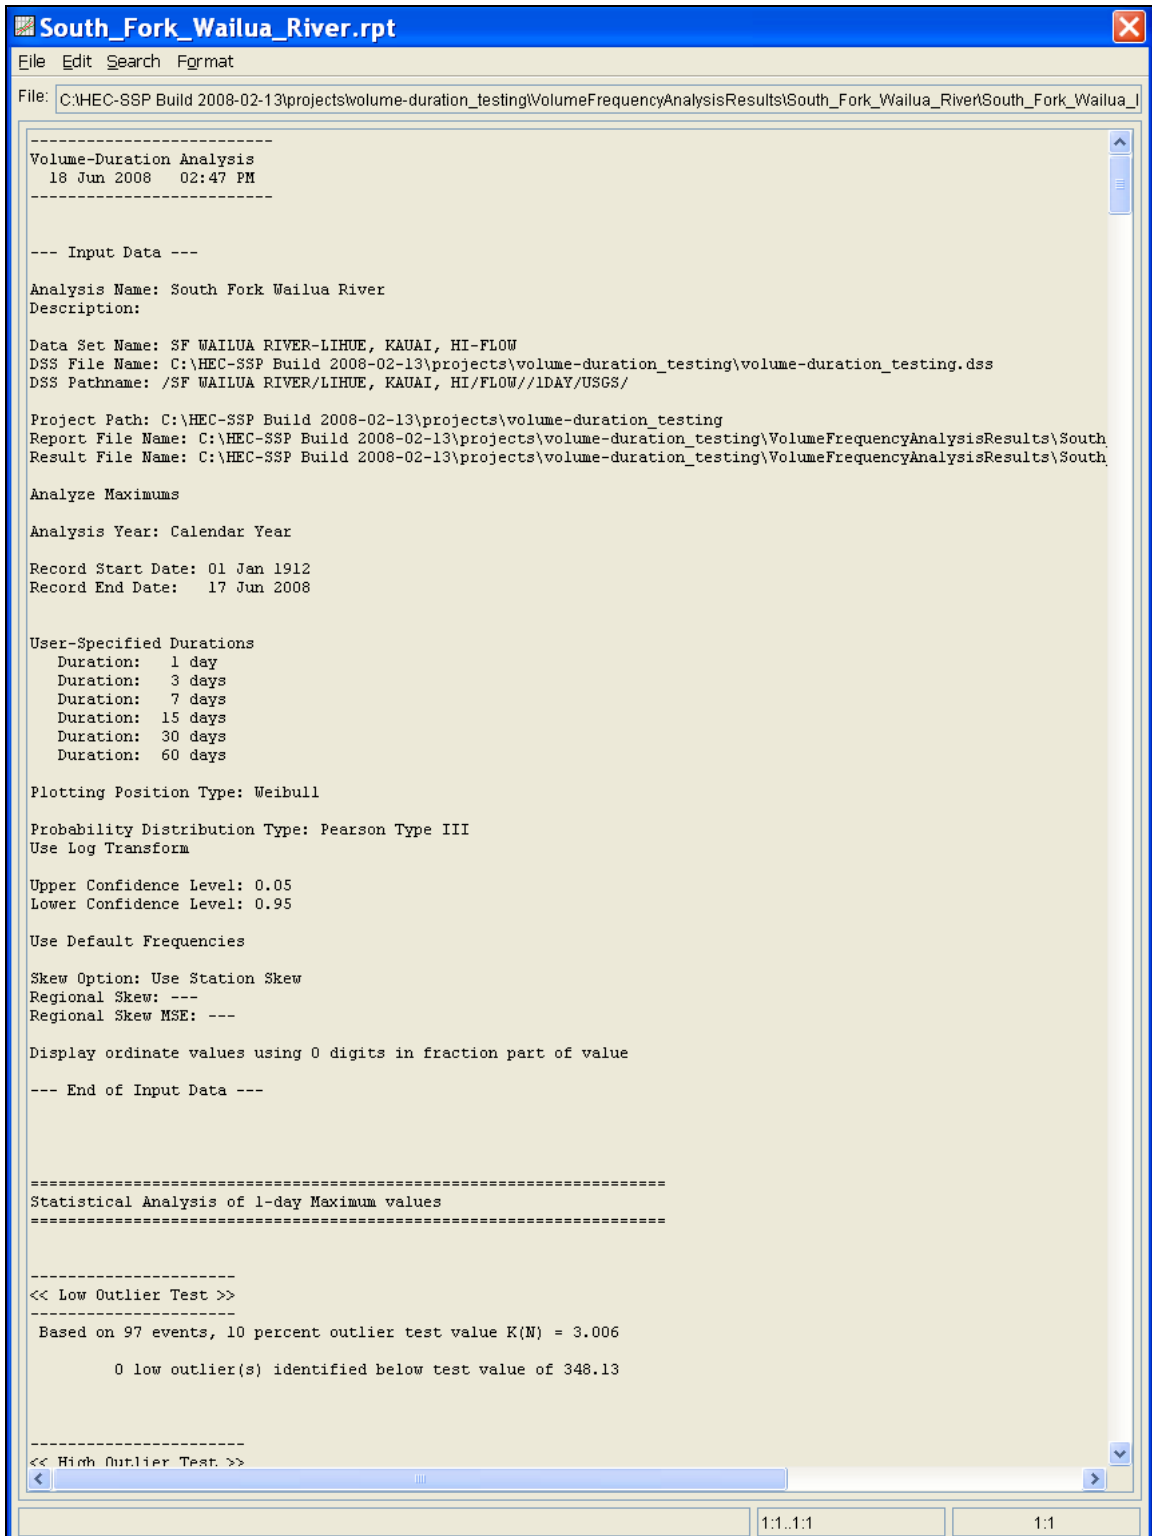 South_Fork_Wailua_River.rpt
File Edit Search Format
File: C:\HEC-SSP Build 2008-02-13\projects\volume-duration_testing\VolumeFrequencyAnalysisResults\South_Fork_Wailua_River\South_Fork_Wailua_
--------------------------
Volume-Duration Analysis
18 Jun 2008 02:47 PM
--------------------------
--- Input Data ---
Analysis Name: South Fork Wailua River
Description:
Data Set Name: SF WAILUA RIVER-LIHUE, KAUAI, HI-FLOW
DSS File Name: C:\HEC-SSP Build 2008-02-13\projects\volume-duration_testing\volume-duration_testing.dss
DSS Pathname: /SF WAILUA RIVER/LIHUE, KAUAI, HI/FLOW//1DAY/USGS/
Project Path: C:\HEC-SSP Build 2008-02-13\projects\volume-duration_testing
Report File Name: C:\HEC-SSP Build 2008-02-13\projects\volume-duration_testing\VolumeFrequencyAnalysisResults\South_
Result File Name: C:\HEC-SSP Build 2008-02-13\projects\volume-duration_testing\VolumeFrequencyAnalysisResults\South_
Analyze Maximums
Analysis Year: Calendar Year
Record Start Date: 01 Jan 1912
Record End Date: 17 Jun 2008
User-Specified Durations
Duration: 1 day
Duration: 3 days
Duration: 7 days
Duration: 15 days
Duration: 30 days
Duration: 60 days
Plotting Position Type: Weibull
Probability Distribution Type: Pearson Type III
Use Log Transform
Upper Confidence Level: 0.05
Lower Confidence Level: 0.95
Use Default Frequencies
Skew Option: Use Station Skew
Regional Skew: ---
Regional Skew MSE: ---
Display ordinate values using 0 digits in fraction part of value
--- End of Input Data ---
====================================================================
Statistical Analysis of 1-day Maximum values
====================================================================
----------------------
<< Low Outlier Test >>
----------------------
Based on 97 events, 10 percent outlier test value K(N) = 3.006
0 low outlier(s) identified below test value of 348.13
-----------------------
<< High Outlier Test >>
1:1..1:1 1:1